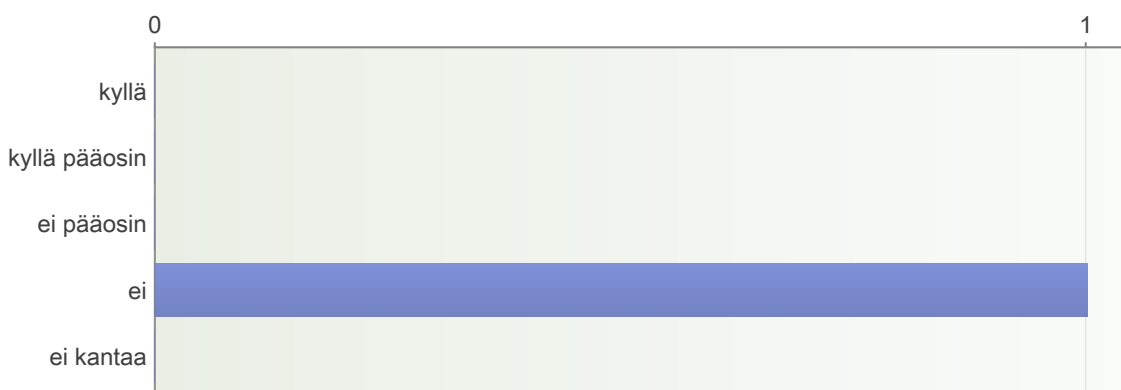 0 1
kyllä
kyllä pääosin
ei pääosin
ei
ei kantaa